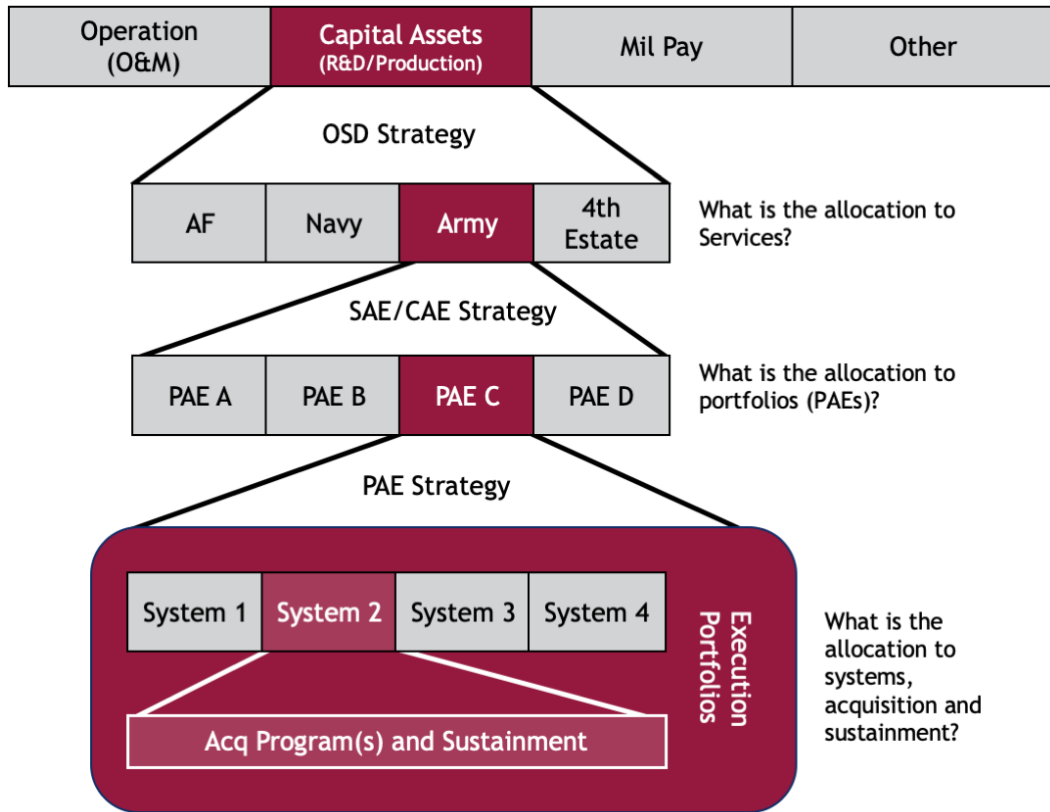 Operation
(O&M)
Capital Assets
(R&D/Production)
Mil Pay
Other
OSD Strategy
AF
Navy
Army
4th
Estate
What is the allocation to
Services?
SAE/CAE Strategy
PAE A
PAE B
PAE C
PAE D
What is the allocation to
portfolios (PAEs)?
PAE Strategy
System 1
System 2
System 3
System 4
Execution
Portfolios
What is the
allocation to
systems,
acquisition and
sustainment?
Acq Program(s) and Sustainment